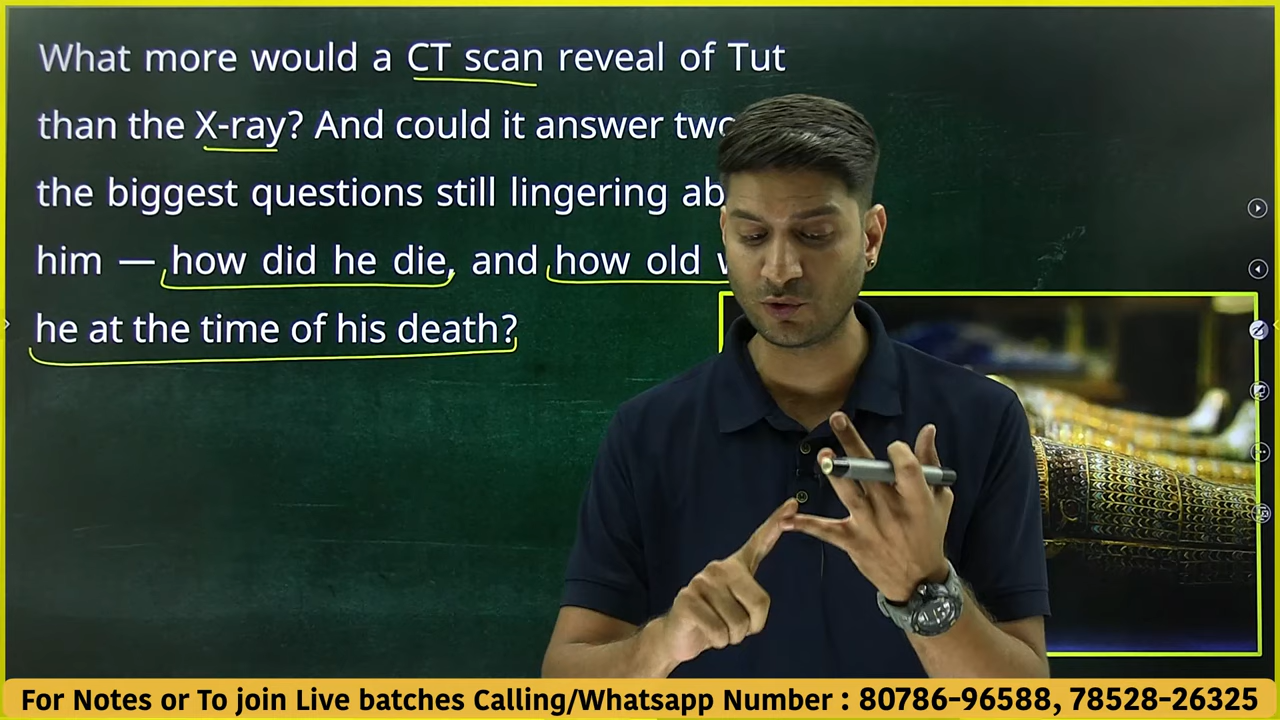 What more would a CT scan reveal of Tut
than the X-ray? And could it answer
the biggest questions still lingering
him — how did he die, and how old
he at the time of his death?
For Notes or To join Live batches Calling/Whatsapp Number : 80786-96588, 78528-26325